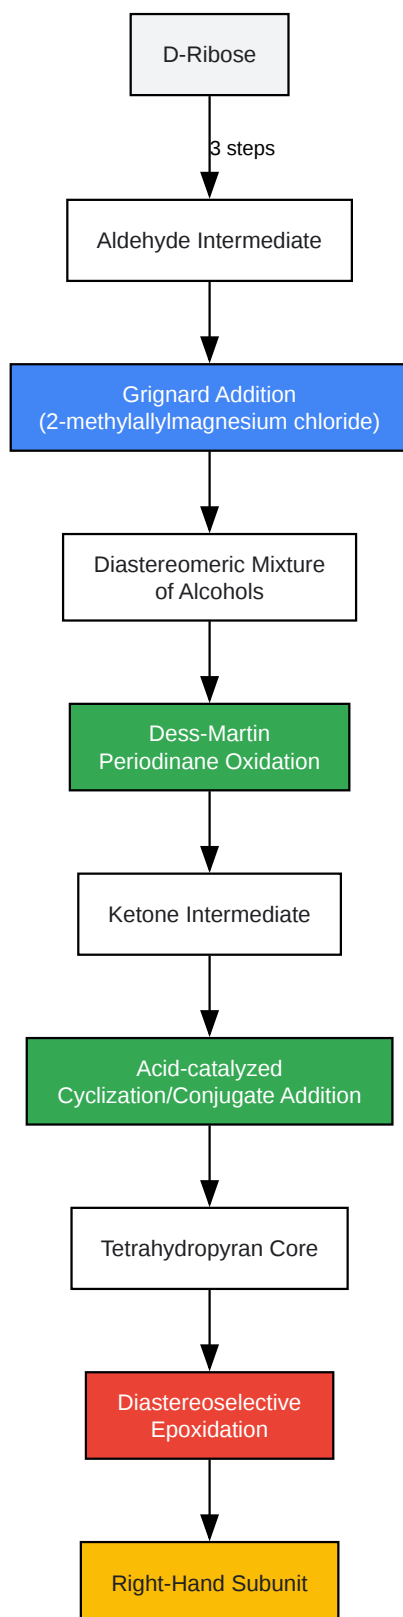 D-Ribose
3 steps
Aldehyde Intermediate
Grignard Addition
(2-methylallylmagnesium chloride)
Diastereomeric Mixture
of Alcohols
Dess-Martin
Periodinane Oxidation
Ketone Intermediate
Acid-catalyzed
Cyclization/Conjugate Addition
Tetrahydropyran Core
Diastereoselective
Epoxidation
Right-Hand Subunit